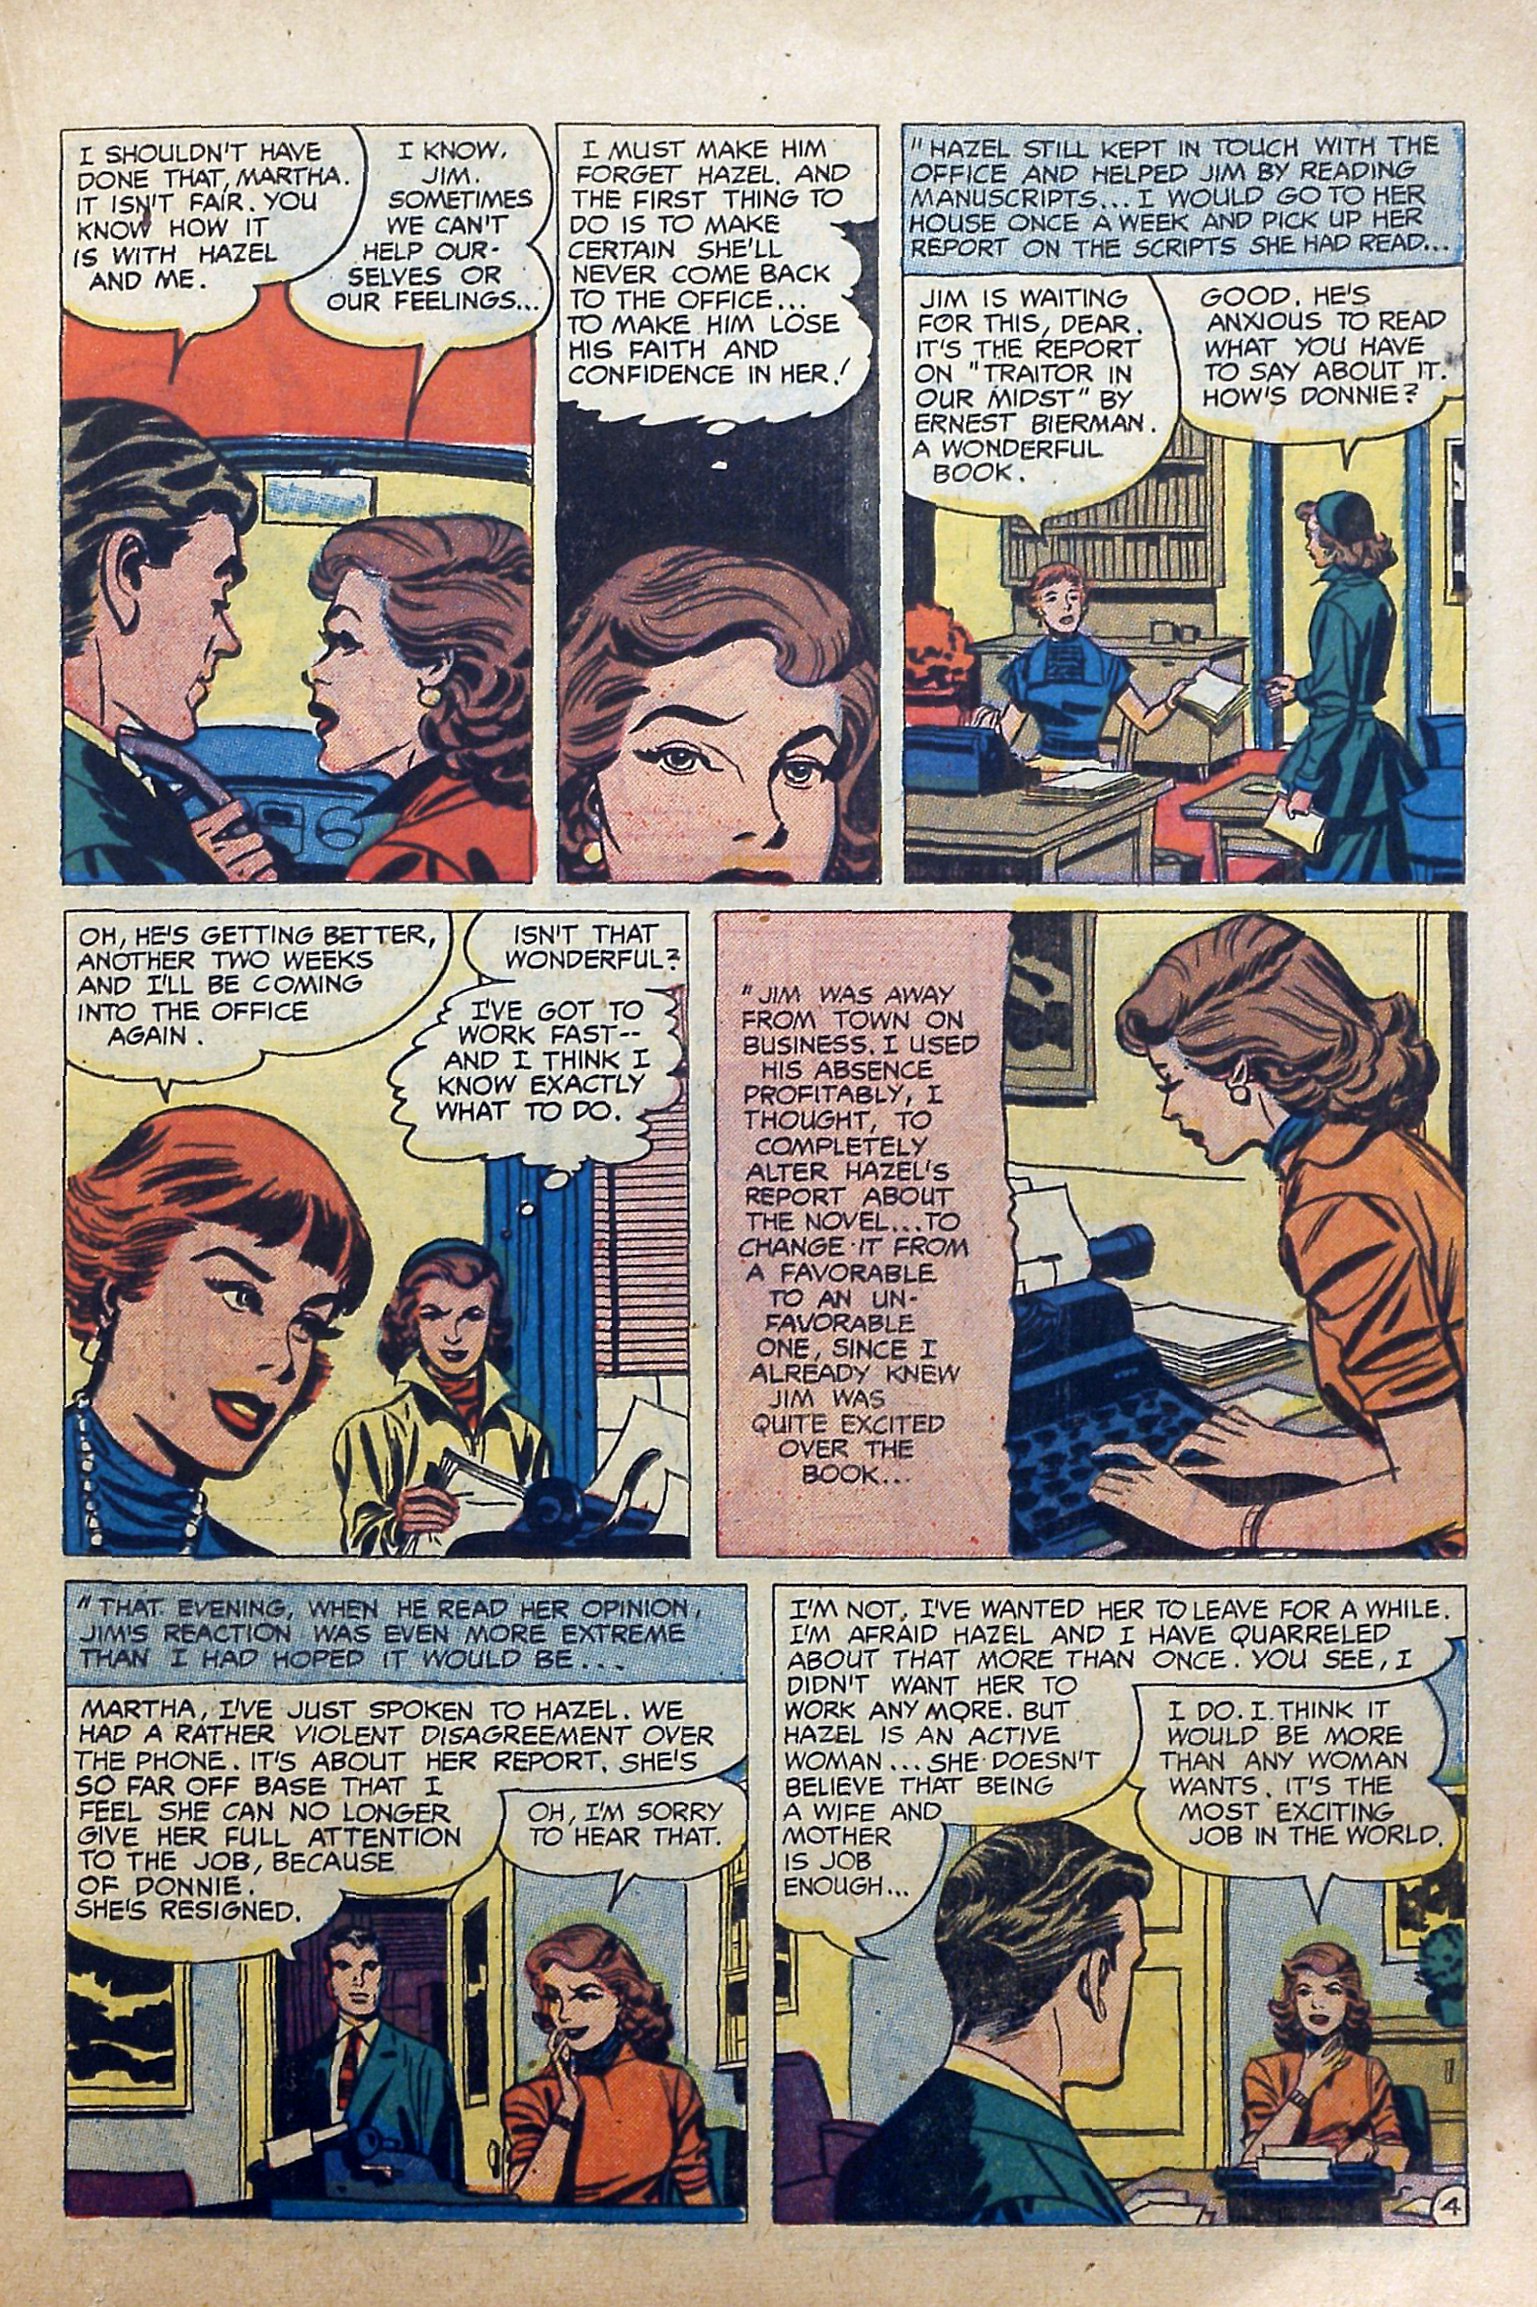 I SHOULDN'T HAVE
DONE THAT, MARTHA.
IT ISN'T FAIR. YOU
KNOW HOW IT
IS WITH HAZEL
AND ME.
I KNOW,
JIM.
SOMETIMES
WE CAN'T
HELP OUR-
SELVES OR
OUR FEELINGS...
I MUST MAKE HIM
FORGET HAZEL. AND
THE FIRST THING TO
DO IS TO MAKE
CERTAIN SHE'LL
NEVER COME BACK
TO THE OFFICE...
TO MAKE HIM LOSE
HIS FAITH AND
CONFIDENCE IN HER!
"HAZEL STILL KEPT IN TOUCH WITH THE
OFFICE AND HELPED JIM BY READING
MANUSCRIPTS... I WOULD GO TO HER
HOUSE ONCE A WEEK AND PICK UP HER
REPORT ON THE SCRIPTS SHE HAD READ...
JIM IS WAITING
FOR THIS, DEAR.
IT'S THE REPORT
ON "TRAITOR IN
OUR MIDST" BY
ERNEST BIERMAN.
A WONDERFUL
BOOK.
GOOD. HE'S
ANXIOUS TO READ
WHAT YOU HAVE
TO SAY ABOUT IT.
HOW'S DONNIE?
OH, HE'S GETTING BETTER,
ANOTHER TWO WEEKS
AND I'LL BE COMING
INTO THE OFFICE
AGAIN.
ISN'T THAT
WONDERFUL?
I'VE GOT TO
WORK FAST--
AND I THINK I
KNOW EXACTLY
WHAT TO DO.
"JIM WAS AWAY
FROM TOWN ON
BUSINESS. I USED
HIS ABSENCE
PROFITABLY, I
THOUGHT, TO
COMPLETELY
ALTER HAZEL'S
REPORT ABOUT
THE NOVEL...TO
CHANGE IT FROM
A FAVORABLE
TO AN UN-
FAVORABLE
ONE, SINCE I
ALREADY KNEW
JIM WAS
QUITE EXCITED
OVER THE
BOOK...
"THAT EVENING, WHEN HE READ HER OPINION,
JIM'S REACTION WAS EVEN MORE EXTREME
THAN I HAD HOPED IT WOULD BE...
MARTHA, I'VE JUST SPOKEN TO HAZEL. WE
HAD A RATHER VIOLENT DISAGREEMENT OVER
THE PHONE. IT'S ABOUT HER REPORT. SHE'S
SO FAR OFF BASE THAT I
FEEL SHE CAN NO LONGER
GIVE HER FULL ATTENTION
TO THE JOB, BECAUSE
OF DONNIE.
SHE'S RESIGNED.
OH, I'M SORRY
TO HEAR THAT.
I'M NOT, I'VE WANTED HER TO LEAVE FOR A WHILE.
I'M AFRAID HAZEL AND I HAVE QUARRELED
ABOUT THAT MORE THAN ONCE. YOU SEE, I
DIDN'T WANT HER TO
WORK ANY MORE. BUT
HAZEL IS AN ACTIVE
WOMAN... SHE DOESN'T
BELIEVE THAT BEING
A WIFE AND
MOTHER
IS JOB
ENOUGH...
I DO. I THINK IT
WOULD BE MORE
THAN ANY WOMAN
WANTS. IT'S THE
MOST EXCITING
JOB IN THE WORLD.
4